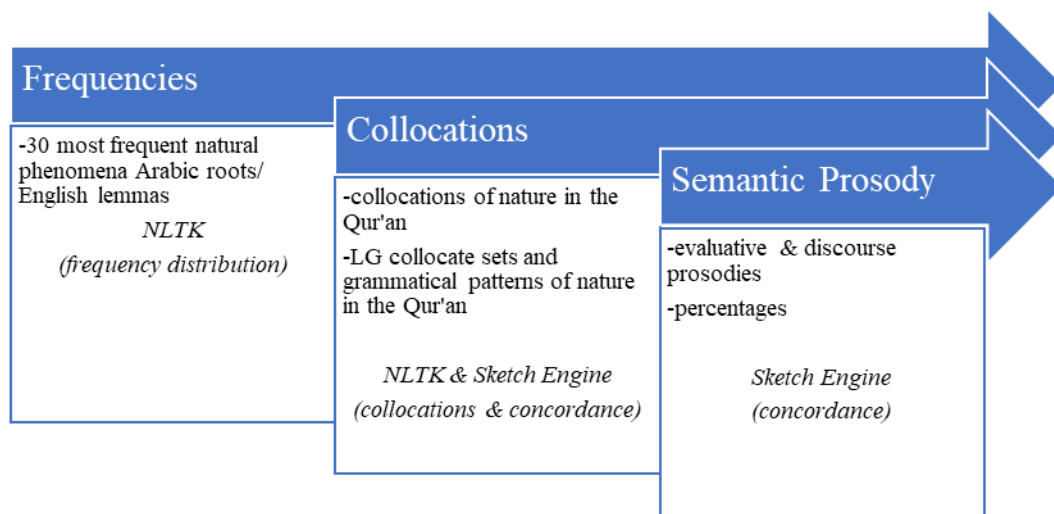 Frequencies
-30 most frequent natural
phenomena Arabic roots/
English lemmas
NLTK
(frequency distribution)
Collocations
-collocations of nature in the
Qur'an
-LG collocate sets and
grammatical patterns of nature
in the Qur'an
NLTK & Sketch Engine
(collocations & concordance)
Semantic Prosody
-evaluative & discourse
prosodies
-percentages
Sketch Engine
(concordance)